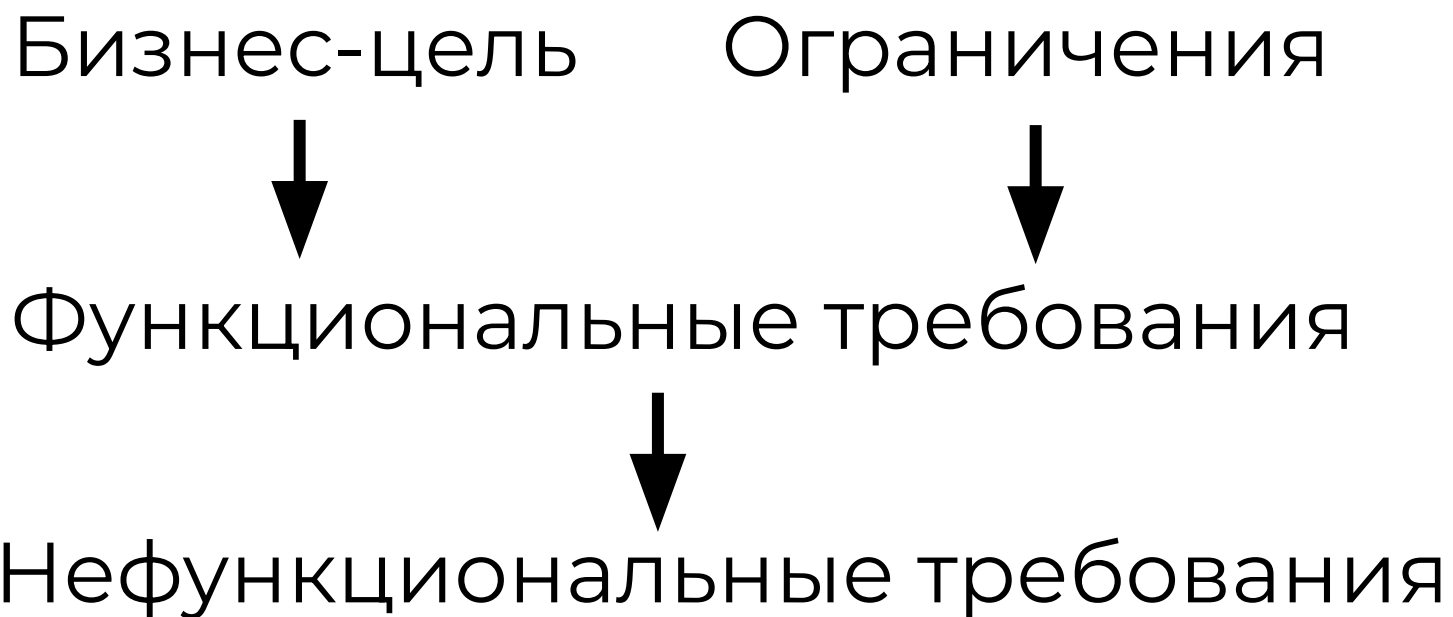 Бизнес-цель Ограничения
Функциональные требования
Нефункциональные требования